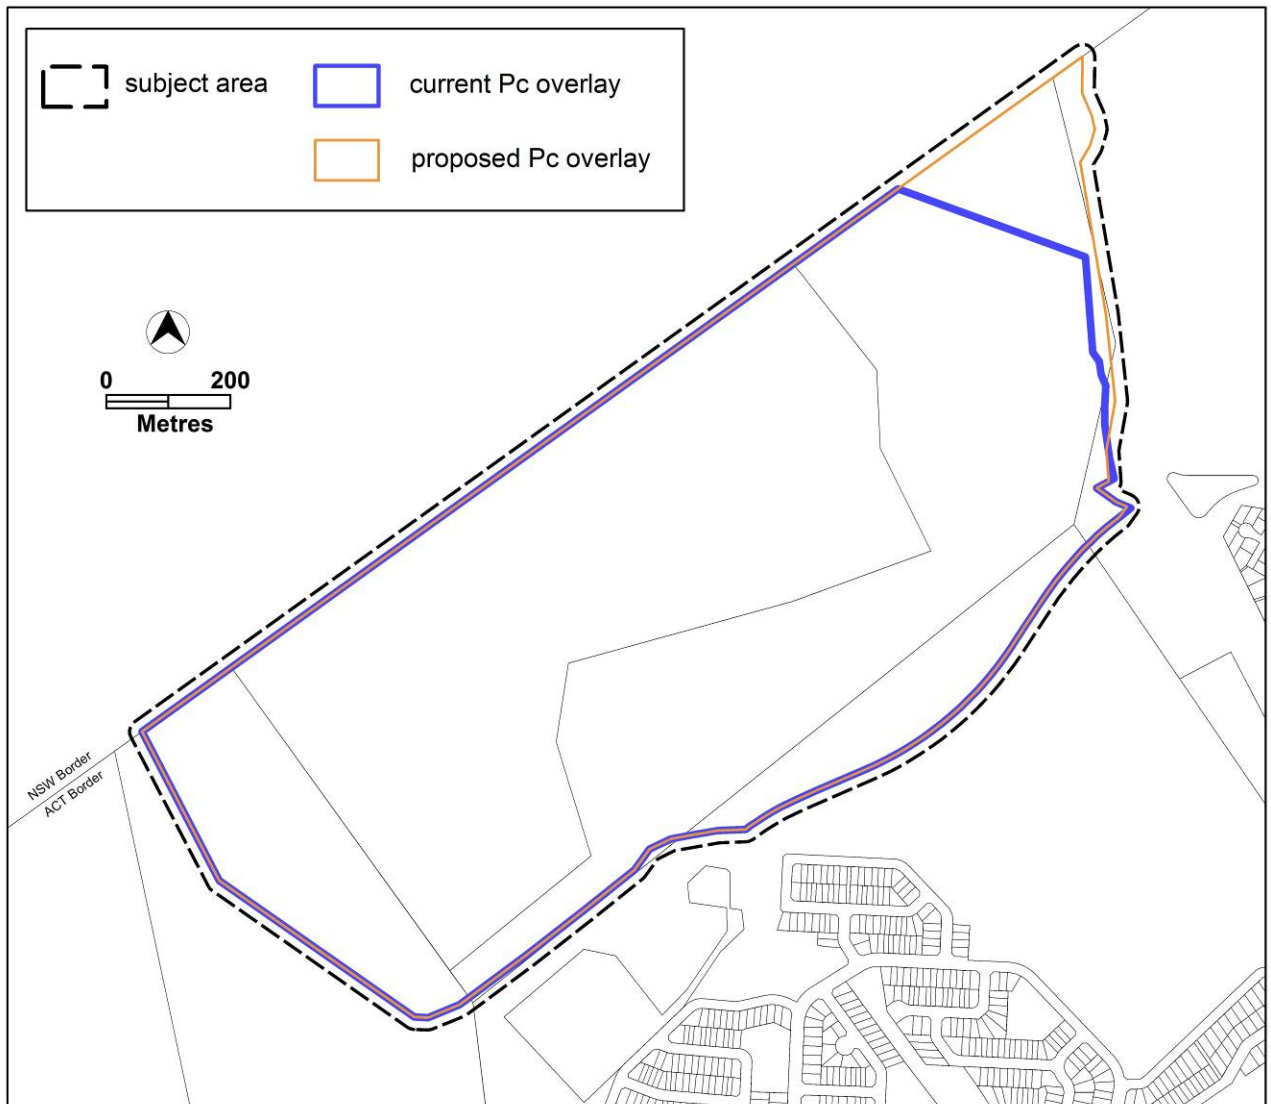 subject area
current Pc overlay
proposed Pc overlay
0 200
Metres
NSW Border
ACT Border